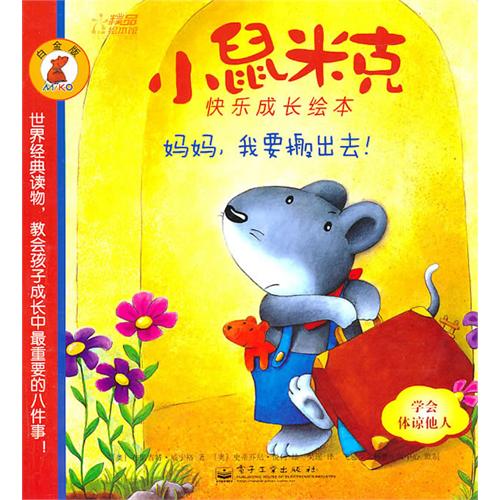 精品
绘本馆
白金版
MIKO
小鼠米克
快乐成长绘本
妈妈，我要搬出去！
世界经典读物，教会孩子成长中最重要的八件事！
学会
体谅他人
电子工业出版社